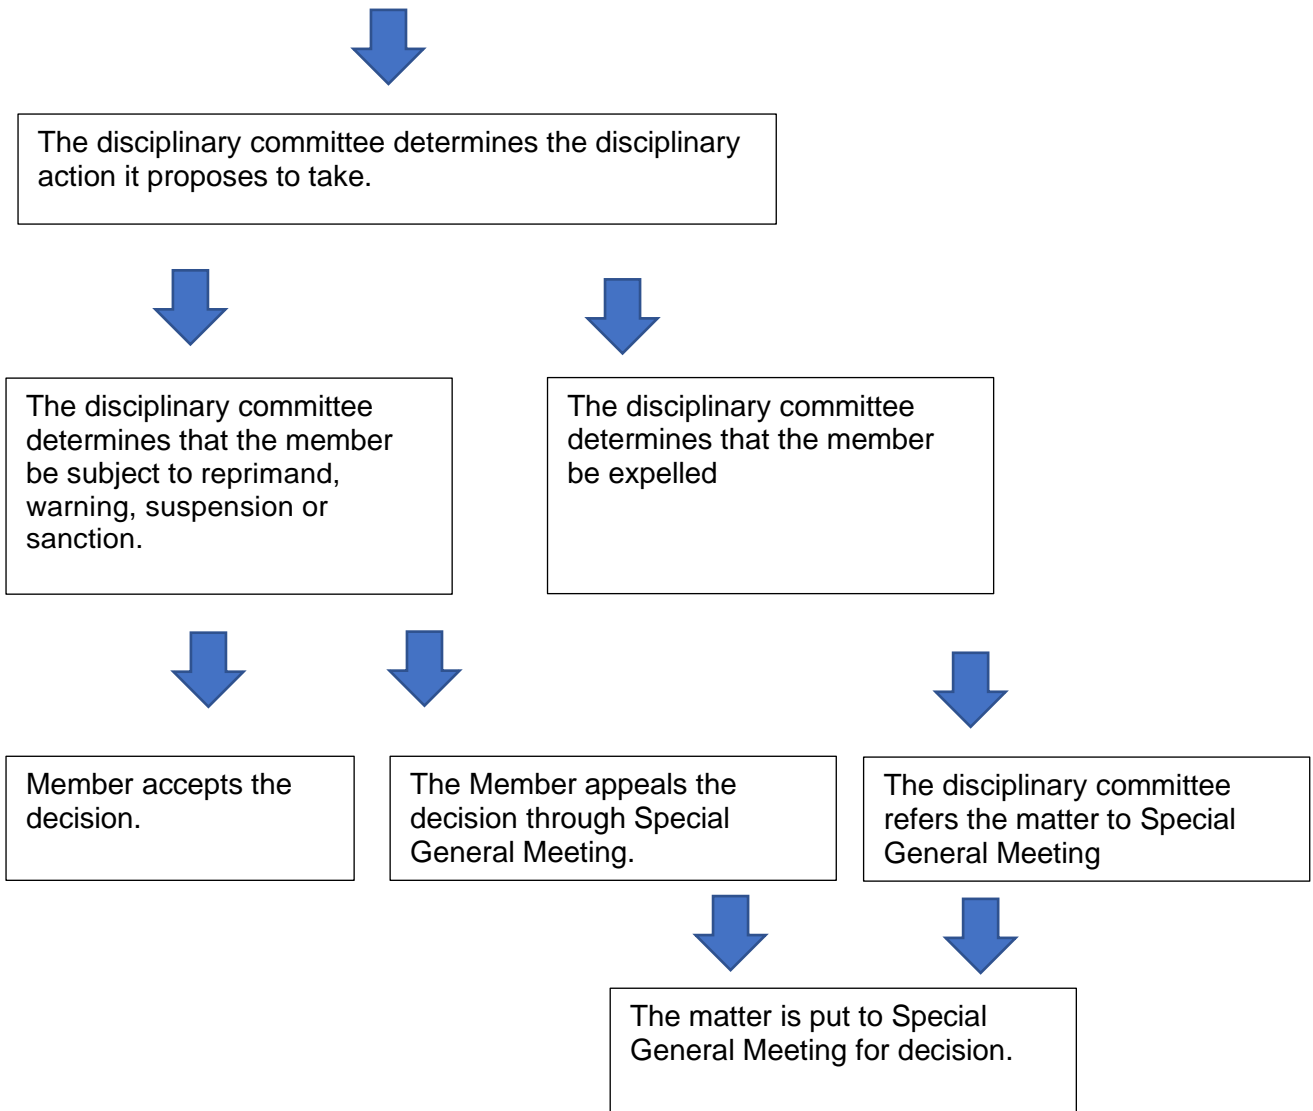 The disciplinary committee determines the disciplinary
action it proposes to take.
The disciplinary committee
determines that the member
be subject to reprimand,
warning, suspension or
sanction.
The disciplinary committee
determines that the member
be expelled
Member accepts the
decision.
The Member appeals the
decision through Special
General Meeting.
The disciplinary committee
refers the matter to Special
General Meeting
The matter is put to Special
General Meeting for decision.